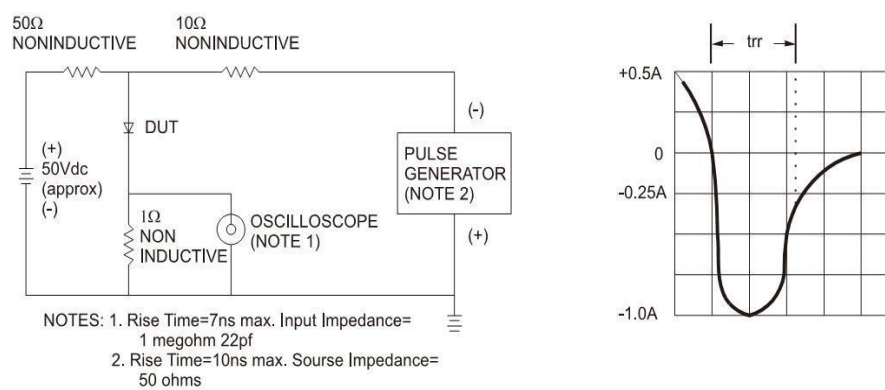 50Ω
NONINDUCTIVE
10Ω
NONINDUCTIVE
DUT
(+)
50Vdc
(approx)
(-)
1Ω
NON
INDUCTIVE
OSCILLOSCOPE
(NOTE 1)
(-)
PULSE
GENERATOR
(NOTE 2)
(+)
NOTES: 1. Rise Time=7ns max. Input Impedance=
1 megohm 22pf
2. Rise Time=10ns max. Sourse Impedance=
50 ohms
trr
+0.5A
0
-0.25A
-1.0A